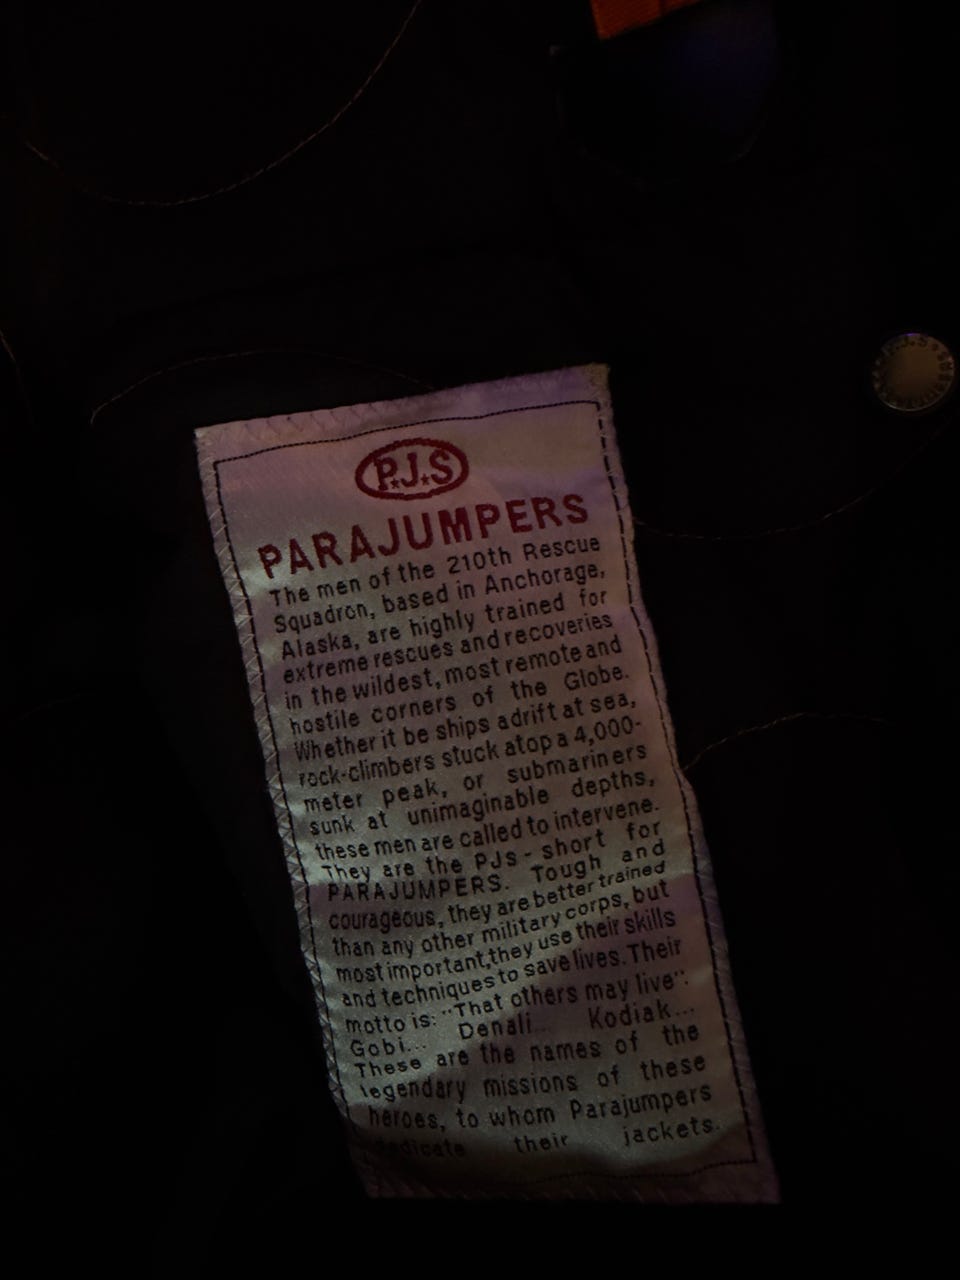 P.J.S
PARAJUMPERS
The men of the 210th Rescue
Squadron, based in Anchorage,
Alaska, are highly trained for
extreme rescues and recoveries
in the wildest, most remote and
hostile corners of the Globe.
Whether it be ships adrift at sea,
rock-climbers stuck atop a 4,000-
meter peak, or submariners
sunk at unimaginable depths,
these men are called to intervene.
They are the PJs - short for
PARAJUMPERS. Tough and
courageous, they are better trained
than any other military corps, but
most important,they use their skills
and techniques to save lives. Their
motto is: "That others may live".
Gobi... Denali... Kodiak...
These are the names of the
legendary missions of these
heroes, to whom Parajumpers
dedicate their jackets.
P.J.S